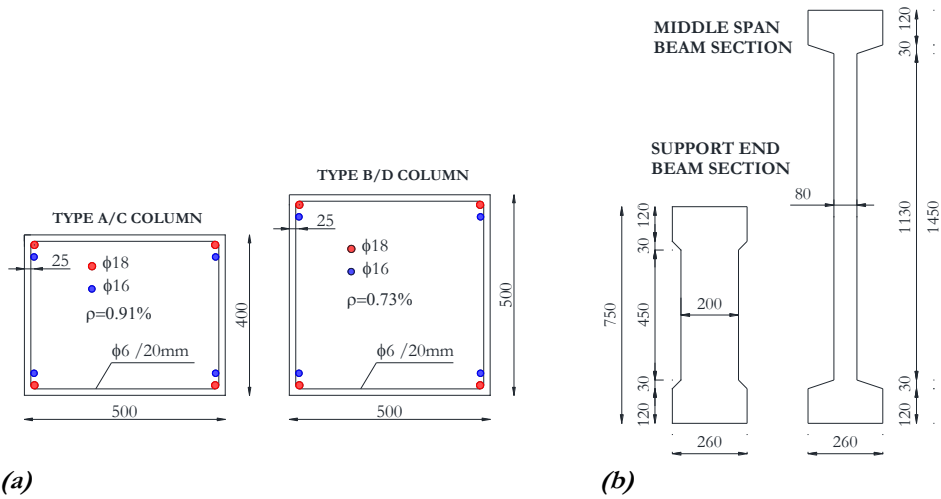 TYPE A/C COLUMN
25
ϕ18
ϕ16
ρ=0.91%
ϕ6 /20mm
400
500
TYPE B/D COLUMN
25
ϕ18
ϕ16
ρ=0.73%
ϕ6 /20mm
500
500
(a)
MIDDLE SPAN
BEAM SECTION
SUPPORT END
BEAM SECTION
120
30
750
450
200
30
120
260
120
30
80
1130
1450
30
120
260
(b)